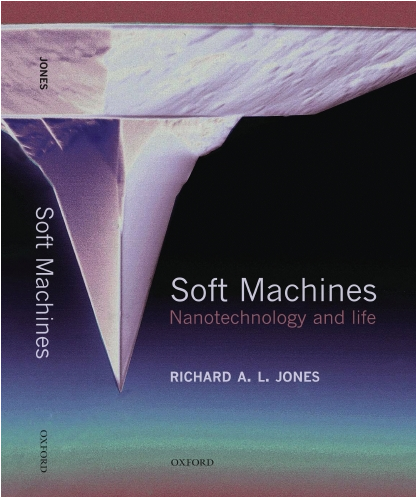 JONES
Soft Machines
OXFORD
Soft Machines
Nanotechnology and life
RICHARD A. L. JONES
OXFORD